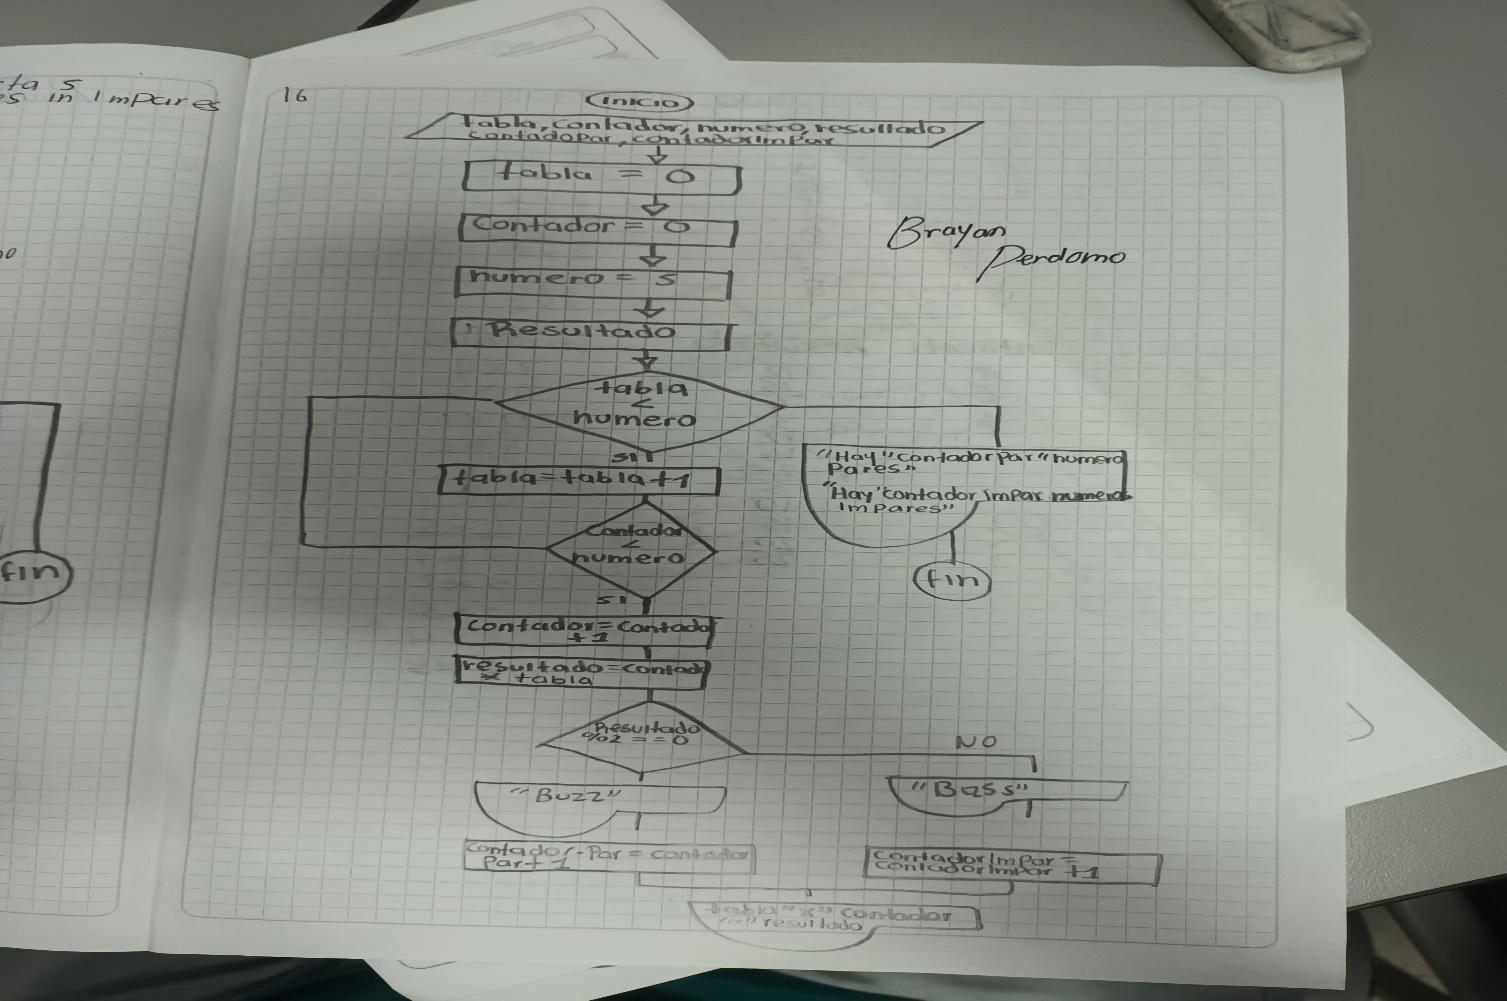 ta 5
es in Impares
16
INICIO
tabla, contador, numero, resultado
contadoPar, contadorImPar
tabla = 0
Contador = 0
numero = 5
Resultado
tabla
<
numero
SI
tabla=tabla+1
Contador
<
numero
SI
contador=contador
+1
resultado=contad
* tabla
Resultado
%2 == 0
NO
"Buzz"
"Bass"
Contador-Par = contador
Par+1
ContadorImPar =
ContadorImPar +1
tabla "x" contador
"=" resultado
"Hay" contador par "numero
Pares"
"Hay" contador impar numeros
Impares"
fin
Brayan
Perdomo
fin